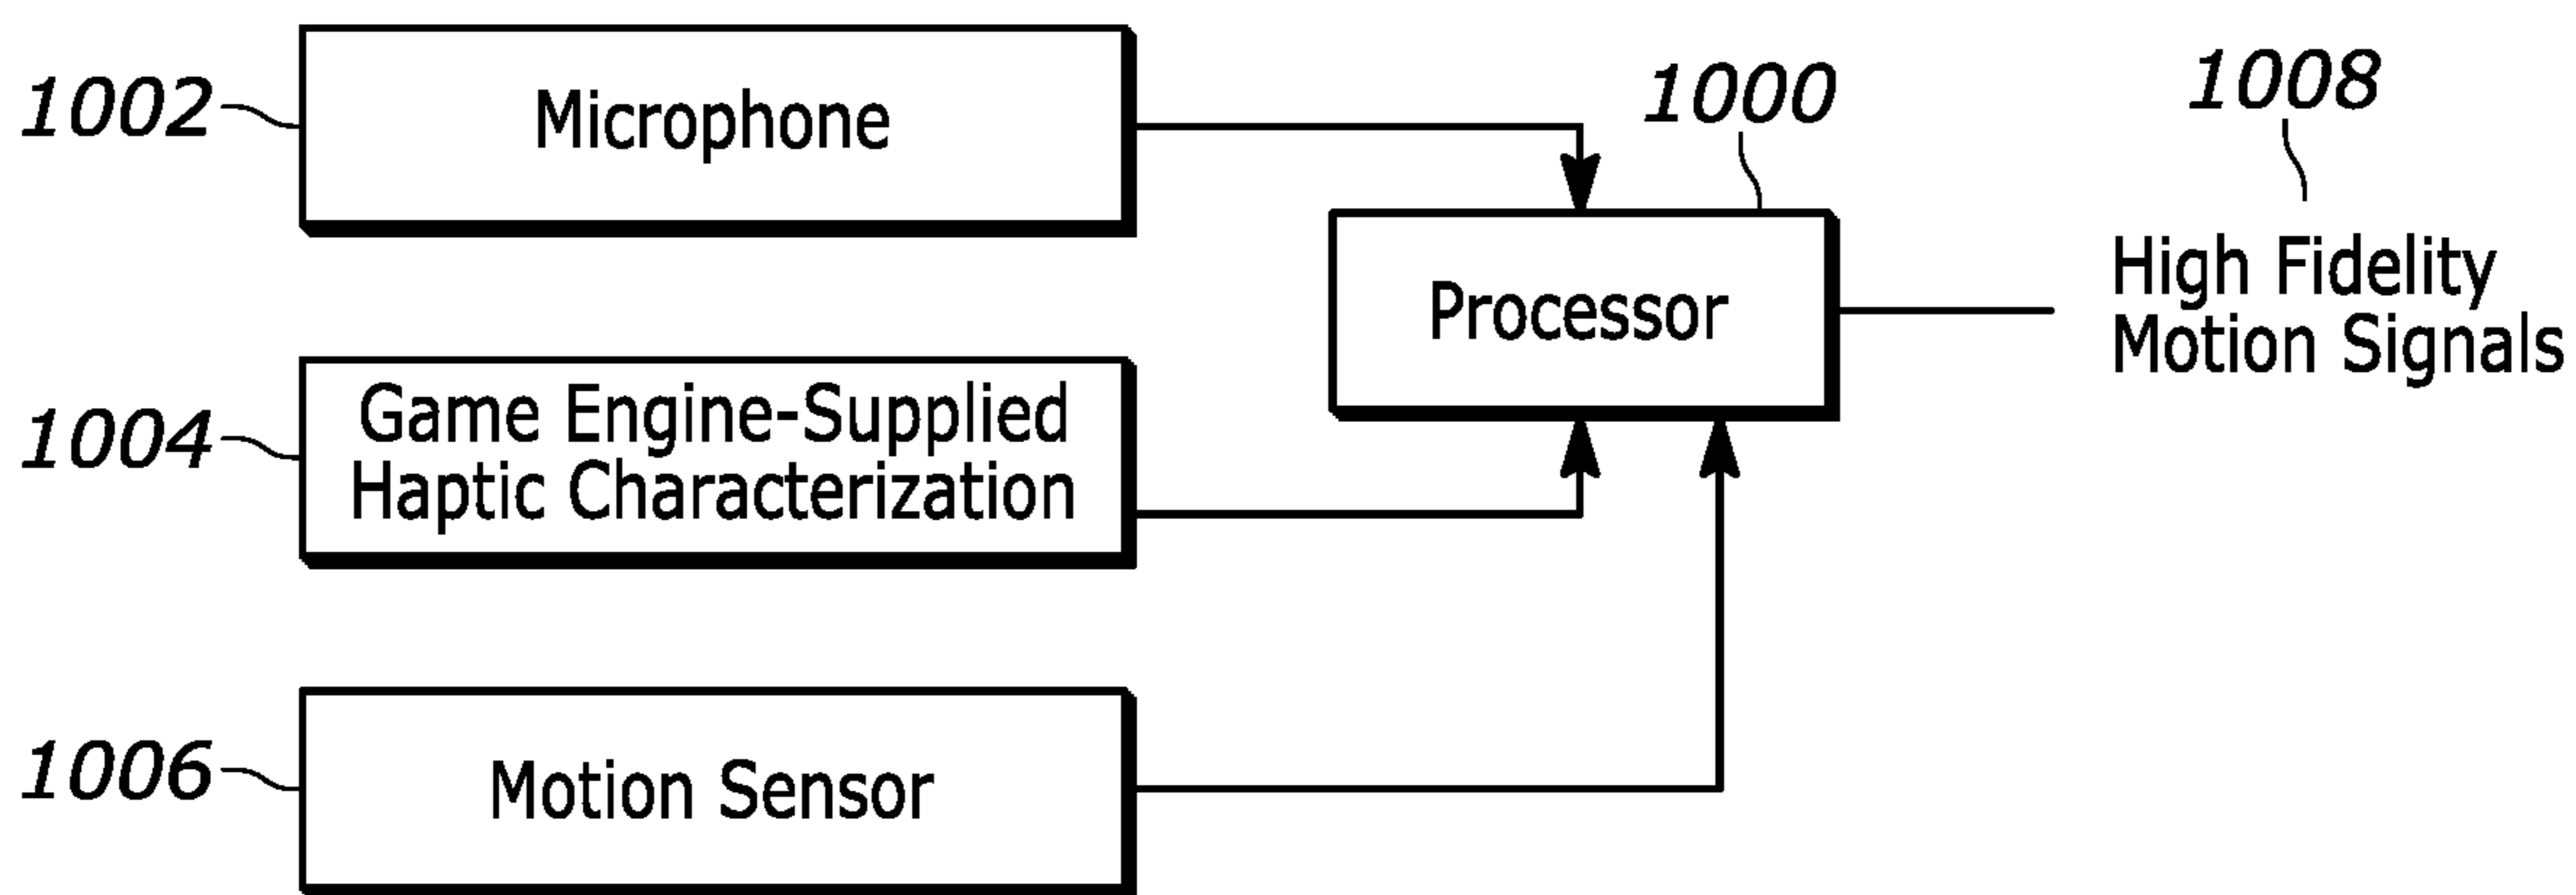 1002
Microphone
1000
1008
Processor
High Fidelity
Motion Signals
1004
Game Engine-Supplied
Haptic Characterization
1006
Motion Sensor